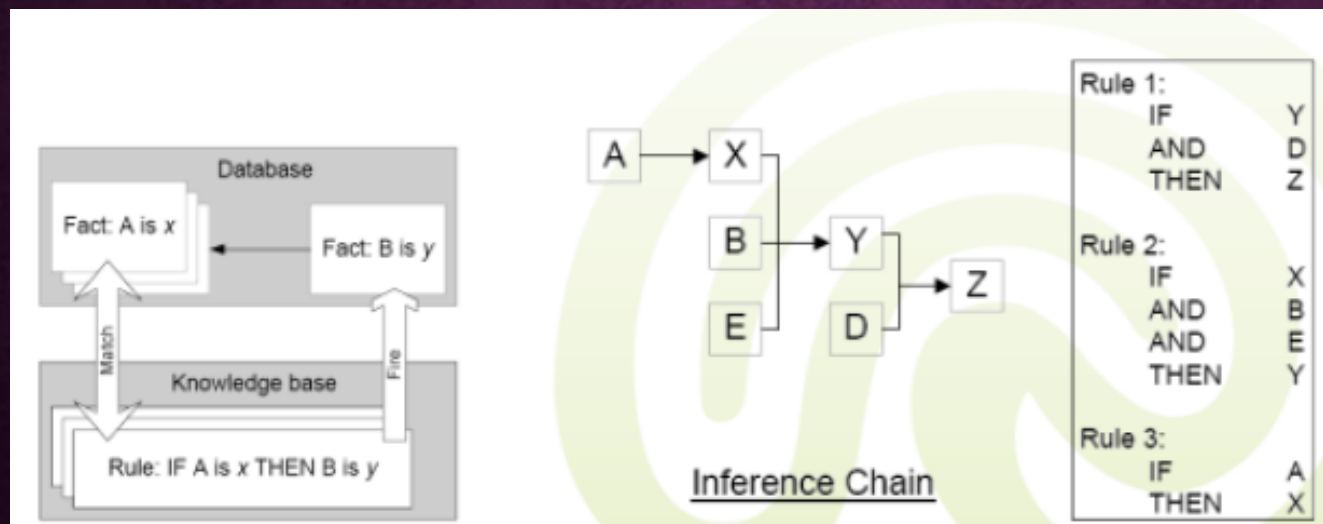 Database
Fact: A is x
Fact: B is y
Match
Fire
Knowledge base
Rule: IF A is x THEN B is y
A
X
B
Y
Z
E
D
Inference Chain
Rule 1:
IF Y
AND D
THEN Z
Rule 2:
IF X
AND B
AND E
THEN Y
Rule 3:
IF A
THEN X